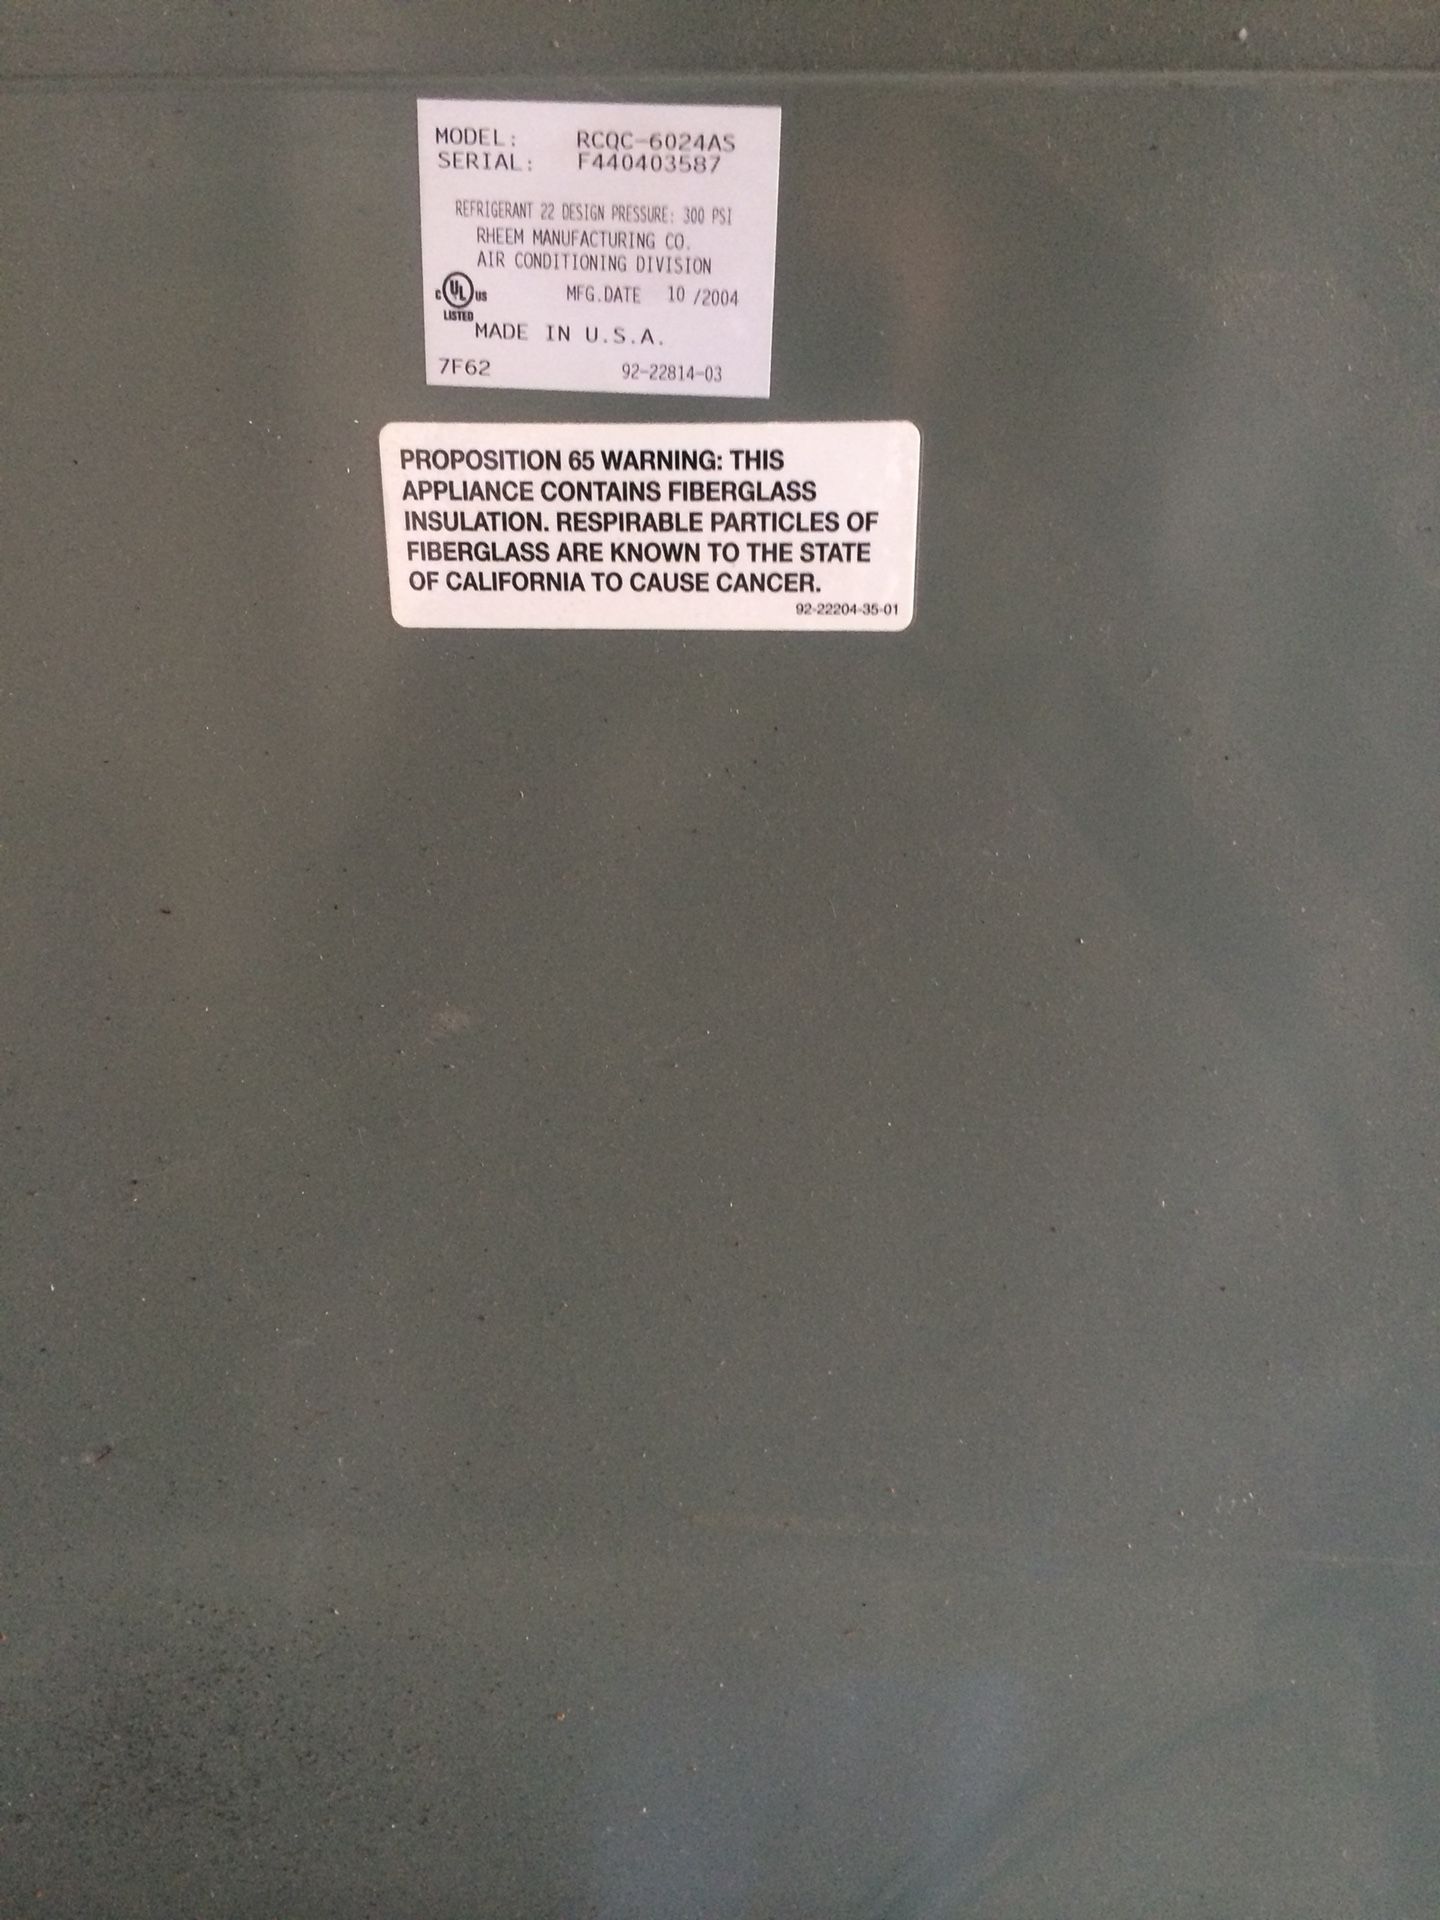 MODEL: RCQC-6024AS
SERIAL: F440403587
REFRIGERANT 22 DESIGN PRESSURE: 300 PSI
RHEEM MANUFACTURING CO.
AIR CONDITIONING DIVISION
C UL US
LISTED
MFG.DATE 10 /2004
MADE IN U.S.A.
7F62 92-22814-03
PROPOSITION 65 WARNING: THIS
APPLIANCE CONTAINS FIBERGLASS
INSULATION. RESPIRABLE PARTICLES OF
FIBERGLASS ARE KNOWN TO THE STATE
OF CALIFORNIA TO CAUSE CANCER.
92-22204-35-01